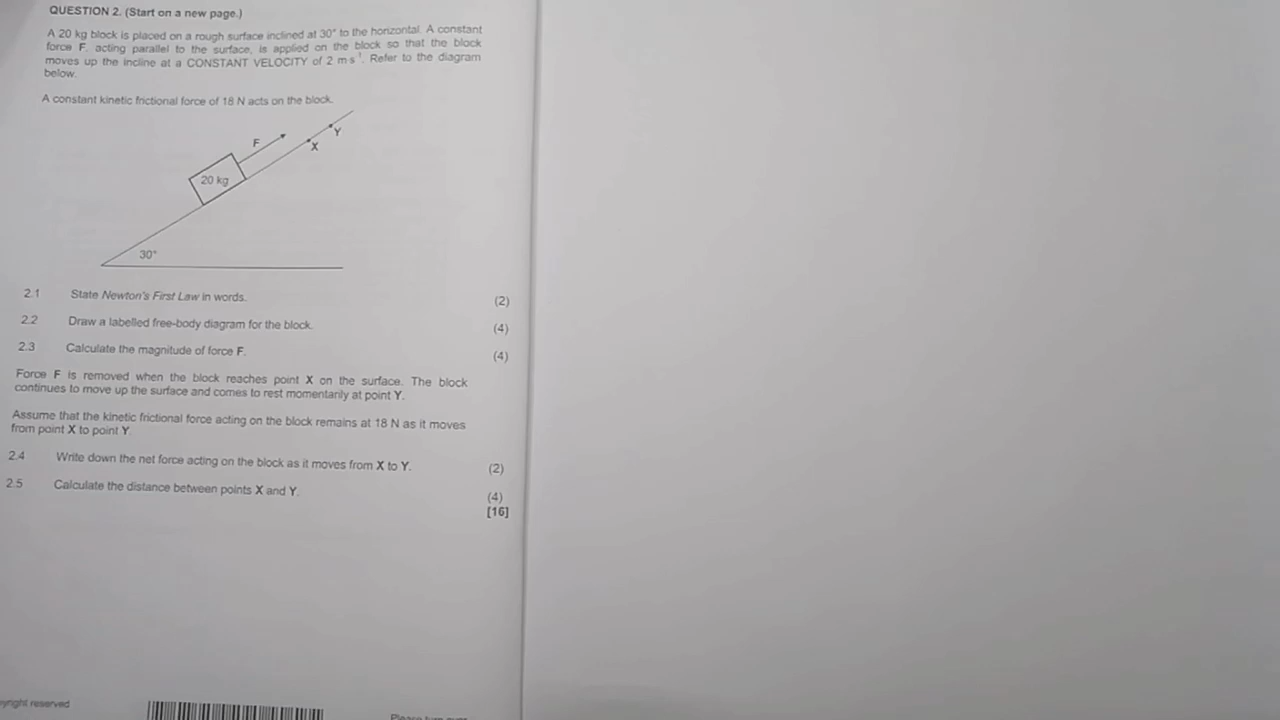 QUESTION 2. (Start on a new page.)
A 20 kg block is placed on a rough surface inclined at 30° to the horizontal. A constant
force F, acting parallel to the surface, is applied on the block so that the block
moves up the incline at a CONSTANT VELOCITY of 2 m·s⁻¹. Refer to the diagram
below.
A constant kinetic frictional force of 18 N acts on the block.
F
Y
X
20 kg
30°
2.1 State Newton's First Law in words. (2)
2.2 Draw a labelled free-body diagram for the block. (4)
2.3 Calculate the magnitude of force F. (4)
Force F is removed when the block reaches point X on the surface. The block
continues to move up the surface and comes to rest momentarily at point Y.
Assume that the kinetic frictional force acting on the block remains at 18 N as it moves
from point X to point Y.
2.4 Write down the net force acting on the block as it moves from X to Y. (2)
2.5 Calculate the distance between points X and Y. (4)
[16]
reserved
Please turn over